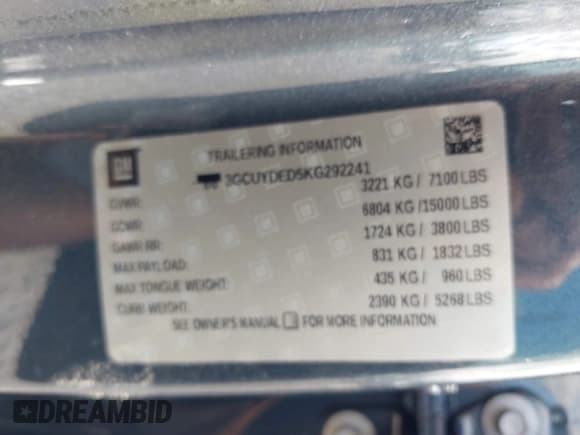 GM
TRAILERING INFORMATION
3GCUYDED5KG292241
GVWR: 3221 KG / 7100 LBS
GCWR: 6804 KG /15000 LBS
GAWR RR: 1724 KG / 3800 LBS
MAX PAYLOAD: 831 KG / 1832 LBS
MAX TONGUE WEIGHT: 435 KG / 960 LBS
CURB WEIGHT: 2390 KG / 5268 LBS
SEE OWNER'S MANUAL FOR MORE INFORMATION
DREAMBID